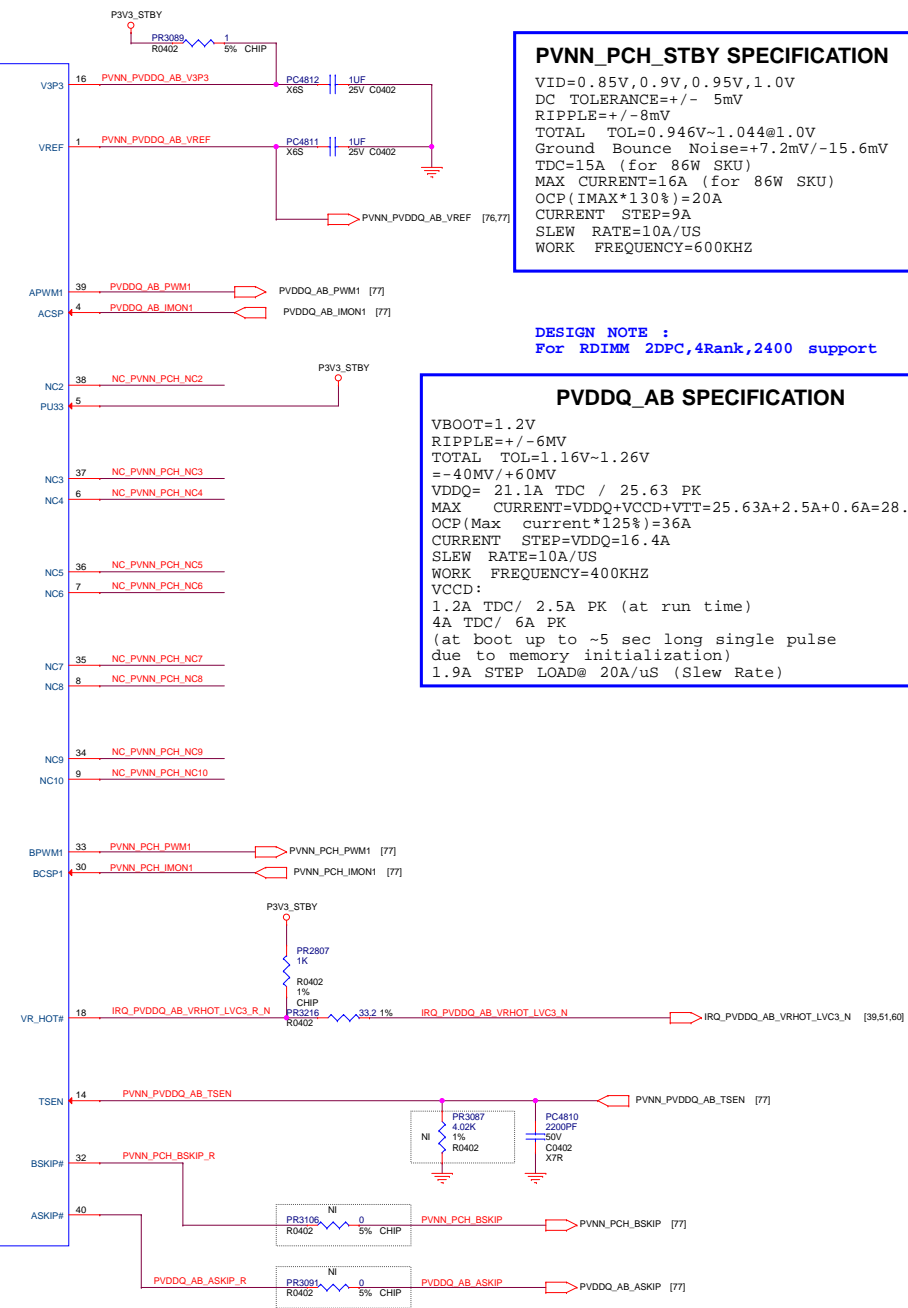 P3V3_STBY
PR3089 1
R0402 5% CHIP
V3P3 16 PVNN_PVDDQ_AB_V3P3 PC4812 1UF
X6S 25V C0402
VREF 1 PVNN_PVDDQ_AB_VREF PC4811 1UF
X6S 25V C0402
PVNN_PVDDQ_AB_VREF [76,77]
PVNN_PCH_STBY SPECIFICATION
VID=0.85V,0.9V,0.95V,1.0V
DC TOLERANCE=+/- 5mV
RIPPLE=+/-8mV
TOTAL TOL=0.946V~1.044@1.0V
Ground Bounce Noise=+7.2mV/-15.6mV
TDC=15A (for 86W SKU)
MAX CURRENT=16A (for 86W SKU)
OCP(IMAX*130%)=20A
CURRENT STEP=9A
SLEW RATE=10A/US
WORK FREQUENCY=600KHZ
APWM1 39 PVDDQ_AB_PWM1 PVDDQ_AB_PWM1 [77]
ACSP 4 PVDDQ_AB_IMON1 PVDDQ_AB_IMON1 [77]
DESIGN NOTE :
For RDIMM 2DPC,4Rank,2400 support
P3V3_STBY
NC2 38 NC_PVNN_PCH_NC2
PU33 5
PVDDQ_AB SPECIFICATION
VBOOT=1.2V
RIPPLE=+/-6MV
TOTAL TOL=1.16V~1.26V
=-40MV/+60MV
VDDQ= 21.1A TDC / 25.63 PK
MAX CURRENT=VDDQ+VCCD+VTT=25.63A+2.5A+0.6A=28.
OCP(Max current*125%)=36A
CURRENT STEP=VDDQ=16.4A
SLEW RATE=10A/US
WORK FREQUENCY=400KHZ
VCCD:
1.2A TDC/ 2.5A PK (at run time)
4A TDC/ 6A PK
(at boot up to ~5 sec long single pulse
due to memory initialization)
1.9A STEP LOAD@ 20A/uS (Slew Rate)
NC3 37 NC_PVNN_PCH_NC3
NC4 6 NC_PVNN_PCH_NC4
NC5 36 NC_PVNN_PCH_NC5
NC6 7 NC_PVNN_PCH_NC6
NC7 35 NC_PVNN_PCH_NC7
NC8 8 NC_PVNN_PCH_NC8
NC9 34 NC_PVNN_PCH_NC9
NC10 9 NC_PVNN_PCH_NC10
BPWM1 33 PVNN_PCH_PWM1 PVNN_PCH_PWM1 [77]
BCSP1 30 PVNN_PCH_IMON1 PVNN_PCH_IMON1 [77]
P3V3_STBY
PR2807
1K
R0402
1%
CHIP
VR_HOT# 18 IRQ_PVDDQ_AB_VRHOT_LVC3_R_N PR3216 33.2 1% IRQ_PVDDQ_AB_VRHOT_LVC3_N IRQ_PVDDQ_AB_VRHOT_LVC3_N [39,51,60]
R0402
TSEN 14 PVNN_PVDDQ_AB_TSEN PVNN_PVDDQ_AB_TSEN [77]
NI
PR3087
4.02K
1%
R0402
PC4810
2200PF
50V
C0402
X7R
BSKIP# 32 PVNN_PCH_BSKIP_R
NI
PR3106 0 PVNN_PCH_BSKIP PVNN_PCH_BSKIP [77]
R0402 5% CHIP
ASKIP# 40
NI
PVDDQ_AB_ASKIP_R PR3091 0 PVDDQ_AB_ASKIP PVDDQ_AB_ASKIP [77]
R0402 5% CHIP